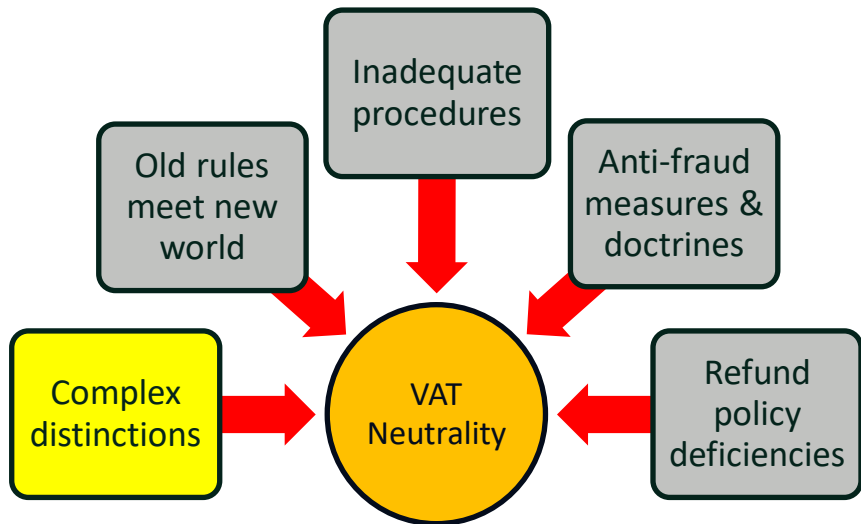 Inadequate
procedures
Old rules
meet new
world
Anti-fraud
measures &
doctrines
Complex
distinctions
VAT
Neutrality
Refund
policy
deficiencies